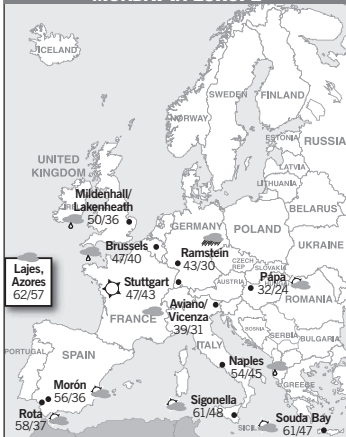 ICELAND
SWEDEN
FINLAND
NORWAY
ESTONIA
RUSSIA
LATVIA
LITHUANIA
UNITED
KINGDOM
BELARUS
Mildenhall/
Lakenheath
50/36
GERMANY
POLAND
Brussels
47/40
Ramstein
43/30
UKRAINE
CZECH
REP
SLOVAKIA
Lajes,
Azores
62/57
Stuttgart
47/43
AUSTRIA
Pápa
32/24
ROMANIA
Aviano/
Vicenza
39/31
FRANCE
BOSNIA
SERBIA
BULGARIA
ITALY
PORTUGAL
SPAIN
Naples
54/45
GREECE
Morón
56/36
Sigonella
61/48
Rota
58/37
Souda Bay
61/47